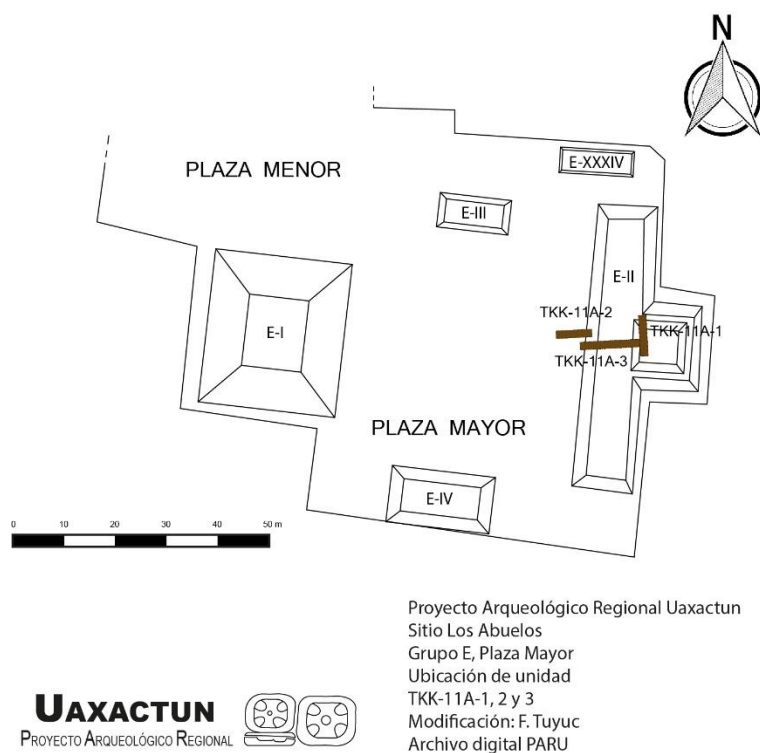 N
PLAZA MENOR
E-XXXIV
E-III
E-II
E-I
TKK-11A-2
TKK-11A-1
TKK-11A-3
PLAZA MAYOR
E-IV
0 10 20 30 40 50 m
Proyecto Arqueológico Regional Uaxactun
Sitio Los Abuelos
Grupo E, Plaza Mayor
Ubicación de unidad
TKK-11A-1, 2 y 3
Modificación: F. Tuyuc
Archivo digital PARU
UAXACTUN
PROYECTO ARQUEOLÓGICO REGIONAL